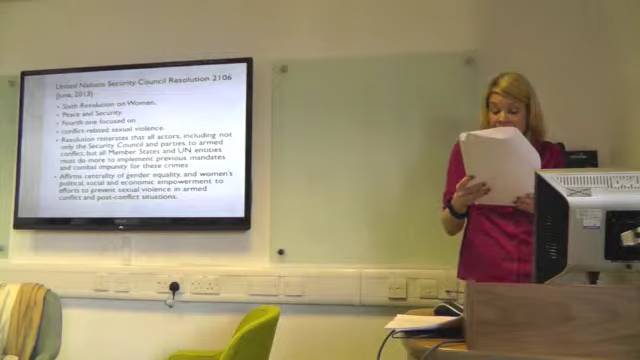 United Nations Security Council Resolution 2106
(June, 2013)
Sixth Resolution on Women,
Peace and Security.
Fourth one focused on
conflict-related sexual violence.
Resolution reiterates that all actors, including not
only the Security Council and parties to armed
conflict, but all Member States and UN entities
must do more to implement previous mandates
and combat impunity for these crimes
Affirms centrality of gender equality, and women's
political, social and economic empowerment to
efforts to prevent sexual violence in armed
conflict and post-conflict situations.